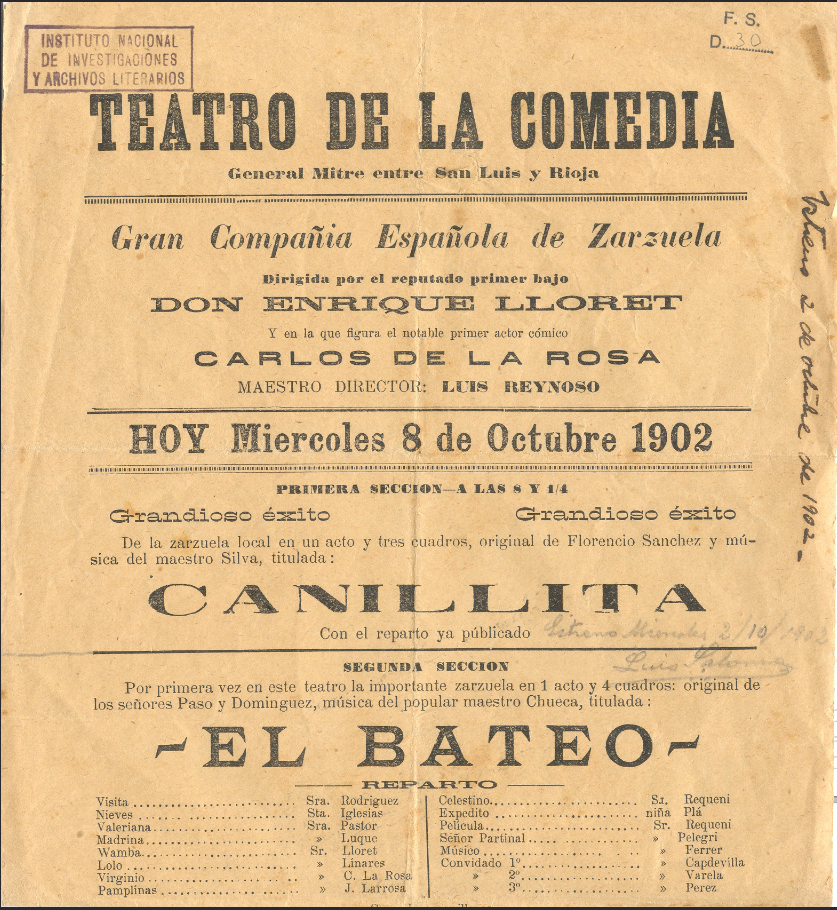 INSTITUTO NACIONAL
DE INVESTIGACIONES
Y ARCHIVOS LITERARIOS
F. S.
D. 30
TEATRO DE LA COMEDIA
General Mitre entre San Luis y Rioja
Gran Compañia Española de Zarzuela
Dirigida por el reputado primer bajo
DON ENRIQUE LLORET
Y en la que figura el notable primer actor cómico
CARLOS DE LA ROSA
MAESTRO DIRECTOR: LUIS REYNOSO
HOY Miercoles 8 de Octubre 1902
Estreno 2 de octubre de 1902-
PRIMERA SECCION—A LAS 8 Y 1/4
Grandioso éxito Grandioso éxito
De la zarzuela local en un acto y tres cuadros, original de Florencio Sanchez y mú-
sica del maestro Silva, titulada:
CANILLITA
Con el reparto ya público Estreno Miercoles 2/10/1902
Luis
SEGUNDA SECCION
Por primera vez en este teatro la importante zarzuela en 1 acto y 4 cuadros: original de
los señores Paso y Dominguez, música del popular maestro Chueca, titulada:
-EL BATEO-
REPARTO
Visita Sra. Rodriguez
Nieves Sta. Iglesias
Valeriana Sra. Pastor
Madrina » Luque
Wamba Sr. Lloret
Lolo » Linares
Virginio » C. La Rosa
Pamplinas » J. Larrosa
Celestino Sr. Requeni
Expedito niña Plá
Pelicula Sr. Requeni
Señor Partinal » Pelegri
Músico » Ferrer
Convidado 1º » Capdevilla
» 2º » Varela
» 3º » Perez